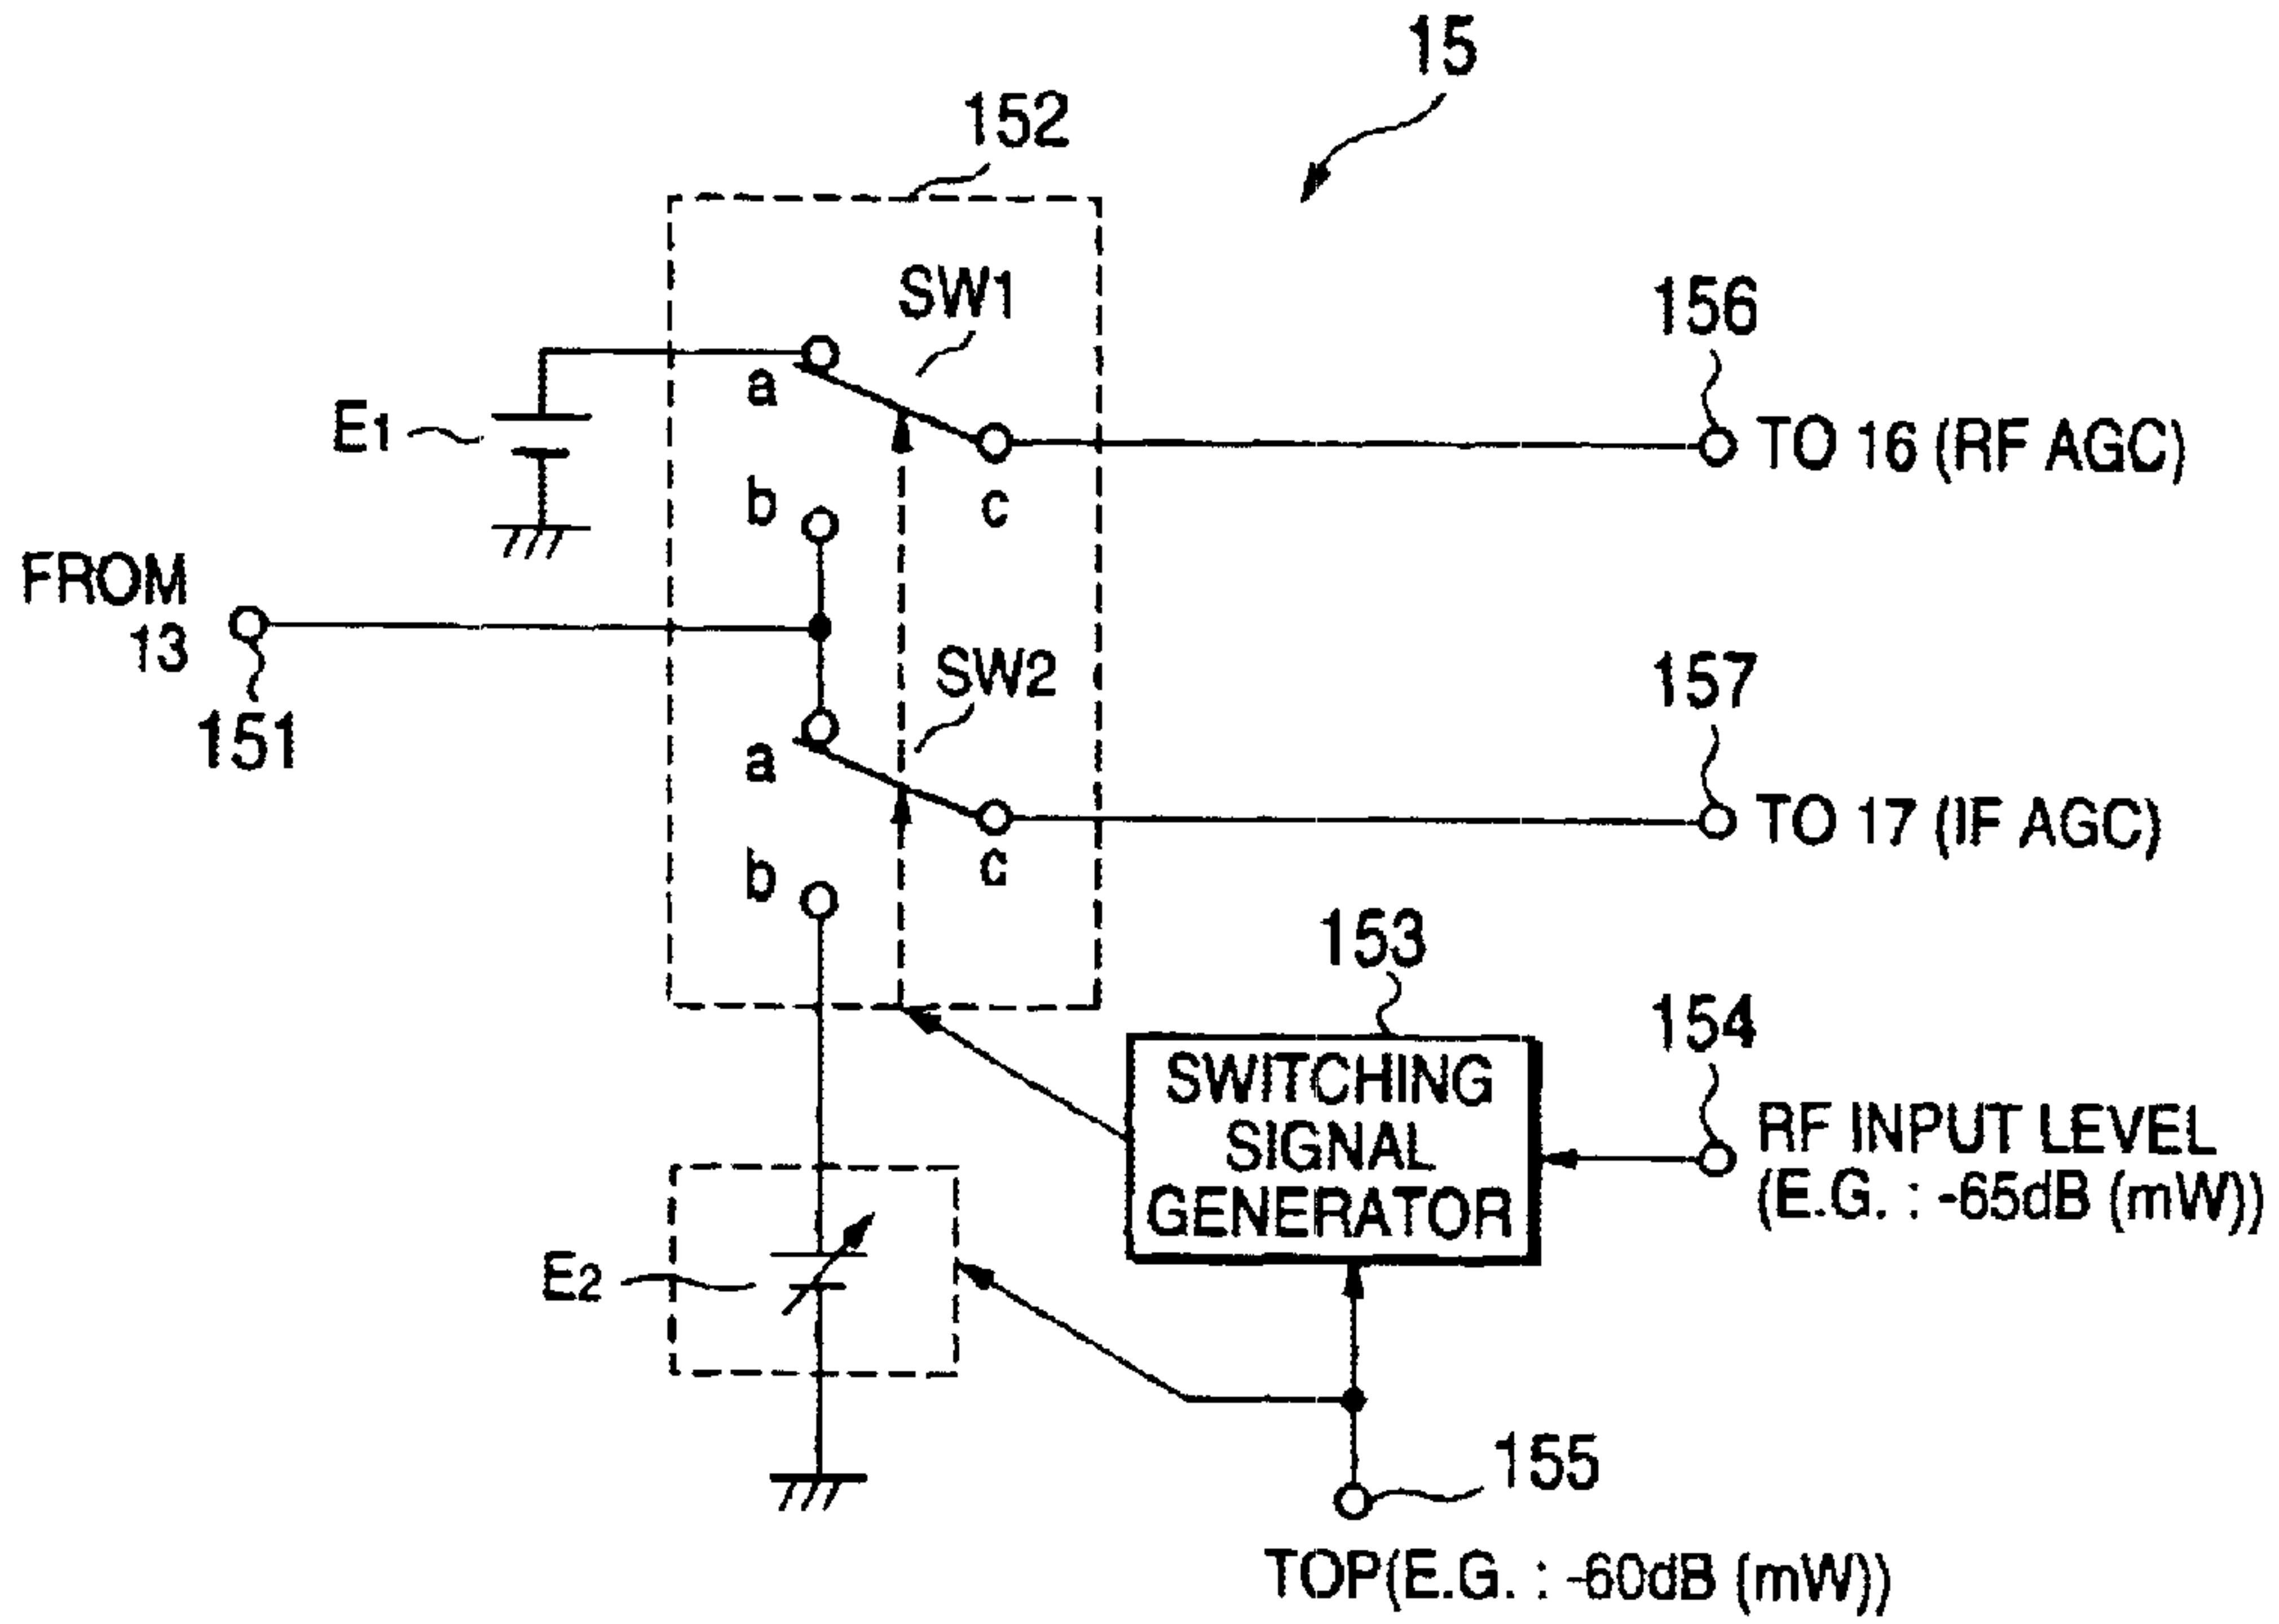 15
152
SW1
156
a
E1
TO 16 (RF AGC)
b
c
FROM
13
151
SW2
157
a
TO 17 (IF AGC)
b
c
153
154
SWITCHING
SIGNAL
GENERATOR
RF INPUT LEVEL
(E.G. : -65dB (mW))
E2
155
TOP(E.G. : -60dB (mW))